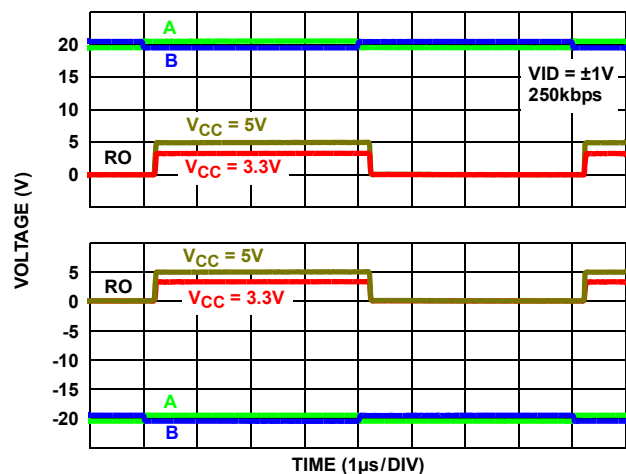 A
20
B
VID = ±1V
250kbps
15
10
VCC = 5V
5
RO
VCC = 3.3V
0
VOLTAGE (V)
VCC = 5V
5
RO
VCC = 3.3V
0
-5
-10
-15
A
-20
B
TIME (1µs/DIV)